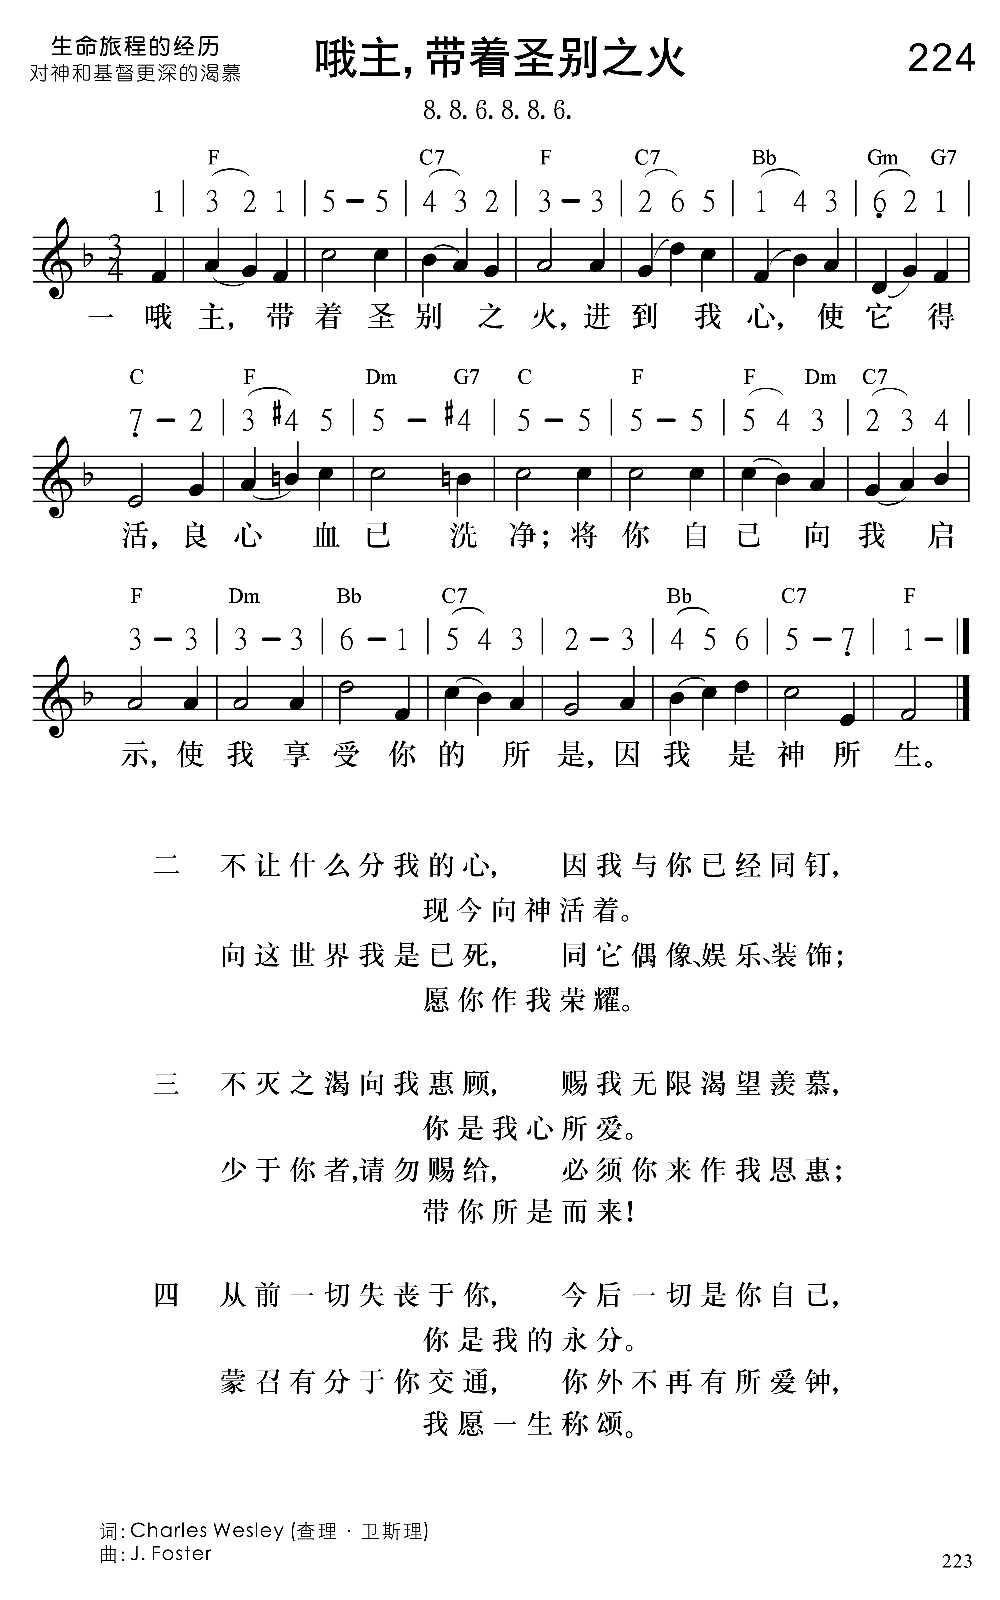 生命旅程的经历
对神和基督更深的渴慕
哦主,带着圣别之火
224
8.8.6.8.8.6.
F C7 F C7 Bb Gm G7
1 | 3 2 1 | 5 - 5 | 4 3 2 | 3 - 3 | 2 6 5 | 1 4 3 | 6 2 1 |
3
4
一 哦主,带着圣别之火,进到我心,使它得
C F Dm G7 C F F Dm C7
7 - 2 | 3 #4 5 | 5 - #4 | 5 - 5 | 5 - 5 | 5 4 3 | 2 3 4 |
活,良心血已洗净;将你自己向我启
F Dm Bb C7 Bb C7 F
3 - 3 | 3 - 3 | 6 - 1 | 5 4 3 | 2 - 3 | 4 5 6 | 5 - 7 | 1 - ‖
示,使我享受你的所是,因我是神所生。
二 不让什么分我的心, 因我与你已经同钉,
现今向神活着。
向这世界我是已死, 同它偶像、娱乐、装饰;
愿你作我荣耀。
三 不灭之渴向我惠顾, 赐我无限渴望羡慕,
你是我心所爱。
少于你者,请勿赐给, 必须你来作我恩惠;
带你所是而来!
四 从前一切失丧于你, 今后一切是你自己,
你是我的永分。
蒙召有分于你交通, 你外不再有所爱钟,
我愿一生称颂。
词: Charles Wesley (查理·卫斯理)
曲: J. Foster
223